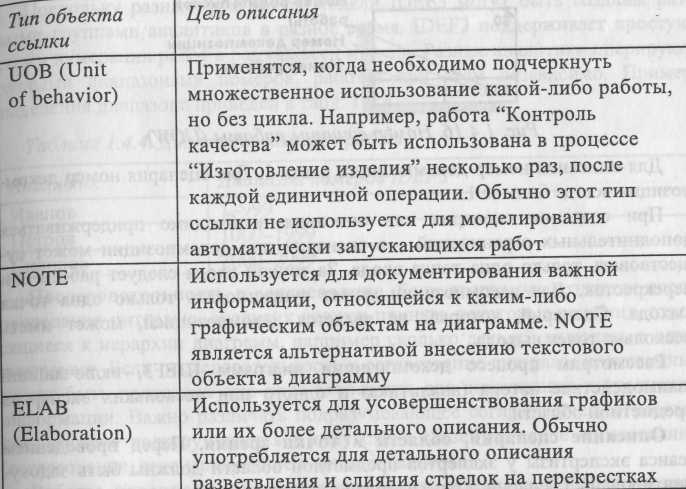 Тип объекта
ссылки
Цель описания
UOB (Unit
of behavior)
Применятся, когда необходимо подчеркнуть
множественное использование какой-либо работы,
но без цикла. Например, работа “Контроль
качества” может быть использована в процессе
“Изготовление изделия” несколько раз, после
каждой единичной операции. Обычно этот тип
ссылки не используется для моделирования
автоматически запускающихся работ
NOTE
Используется для документирования важной
информации, относящейся к каким-либо
графическим объектам на диаграмме. NOTE
является альтернативой внесению текстового
объекта в диаграмму
ELAB
(Elaboration)
Используется для усовершенствования графиков
или их более детального описания. Обычно
употребляется для детального описания
разветвления и слияния стрелок на перекрестках